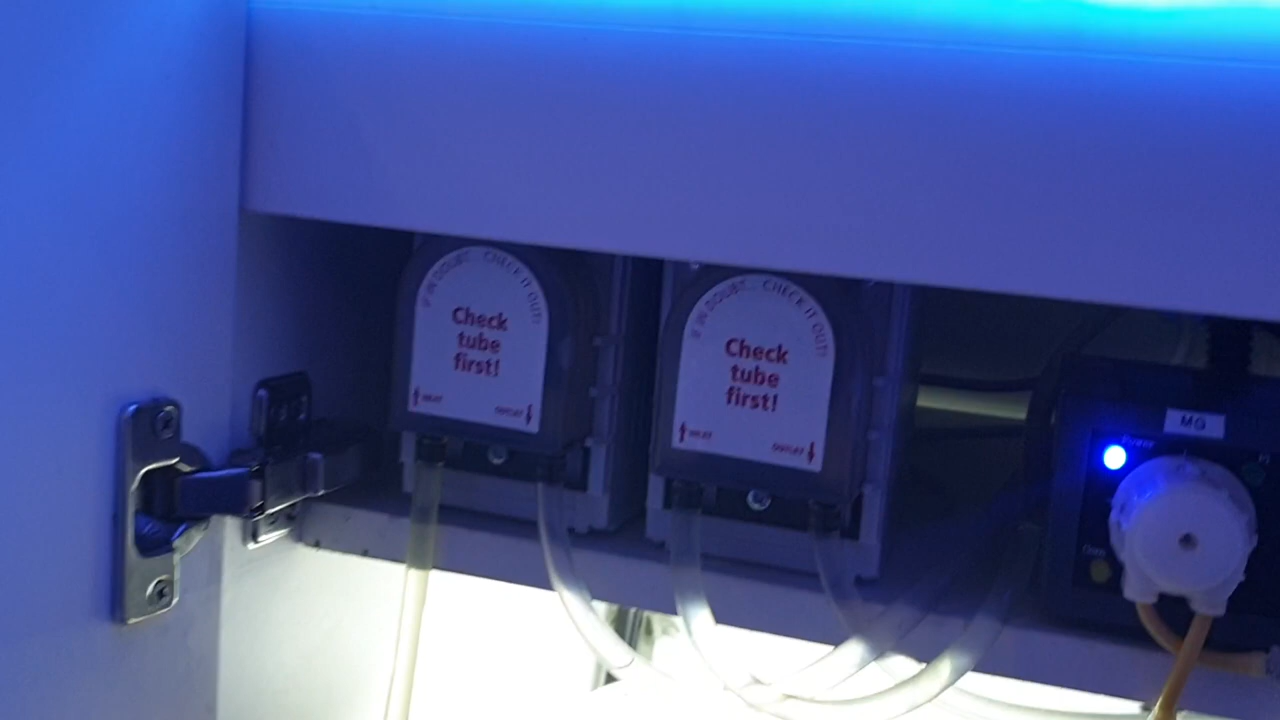 IF IN DOUBT... CHECK IT OUT!
Check
tube
first!
INLET
OUTLET
IF IN DOUBT... CHECK IT OUT!
Check
tube
first!
INLET
OUTLET
MG
Power